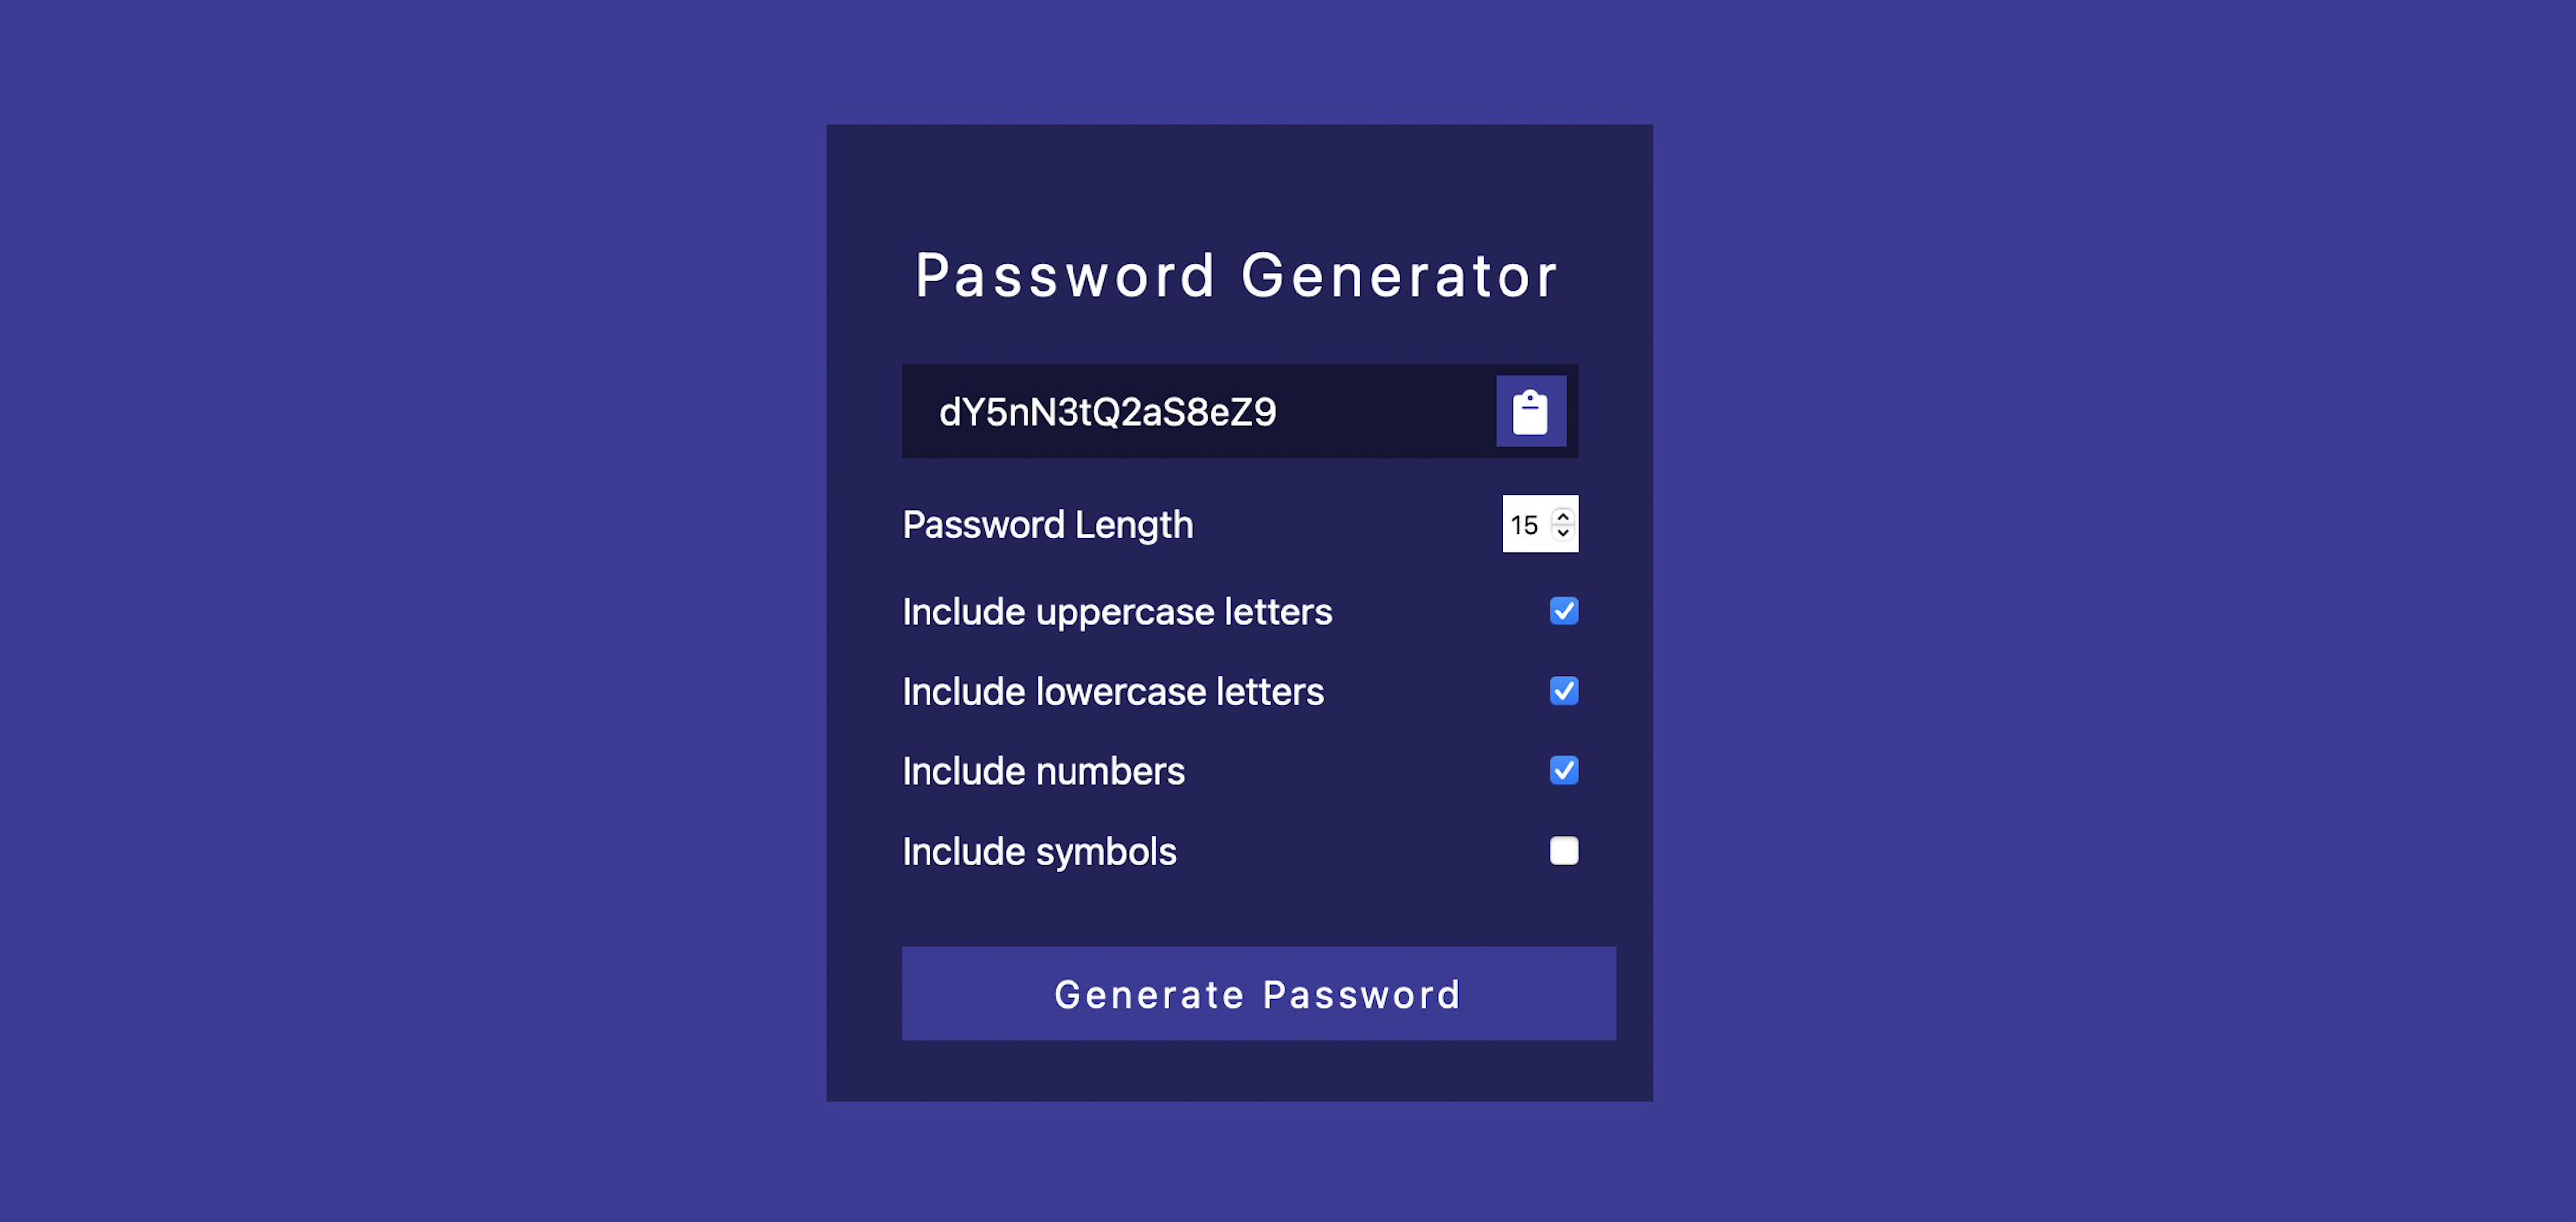 Password Generator
dY5nN3tQ2aS8eZ9
Password Length
15
Include uppercase letters
Include lowercase letters
Include numbers
Include symbols
Generate Password